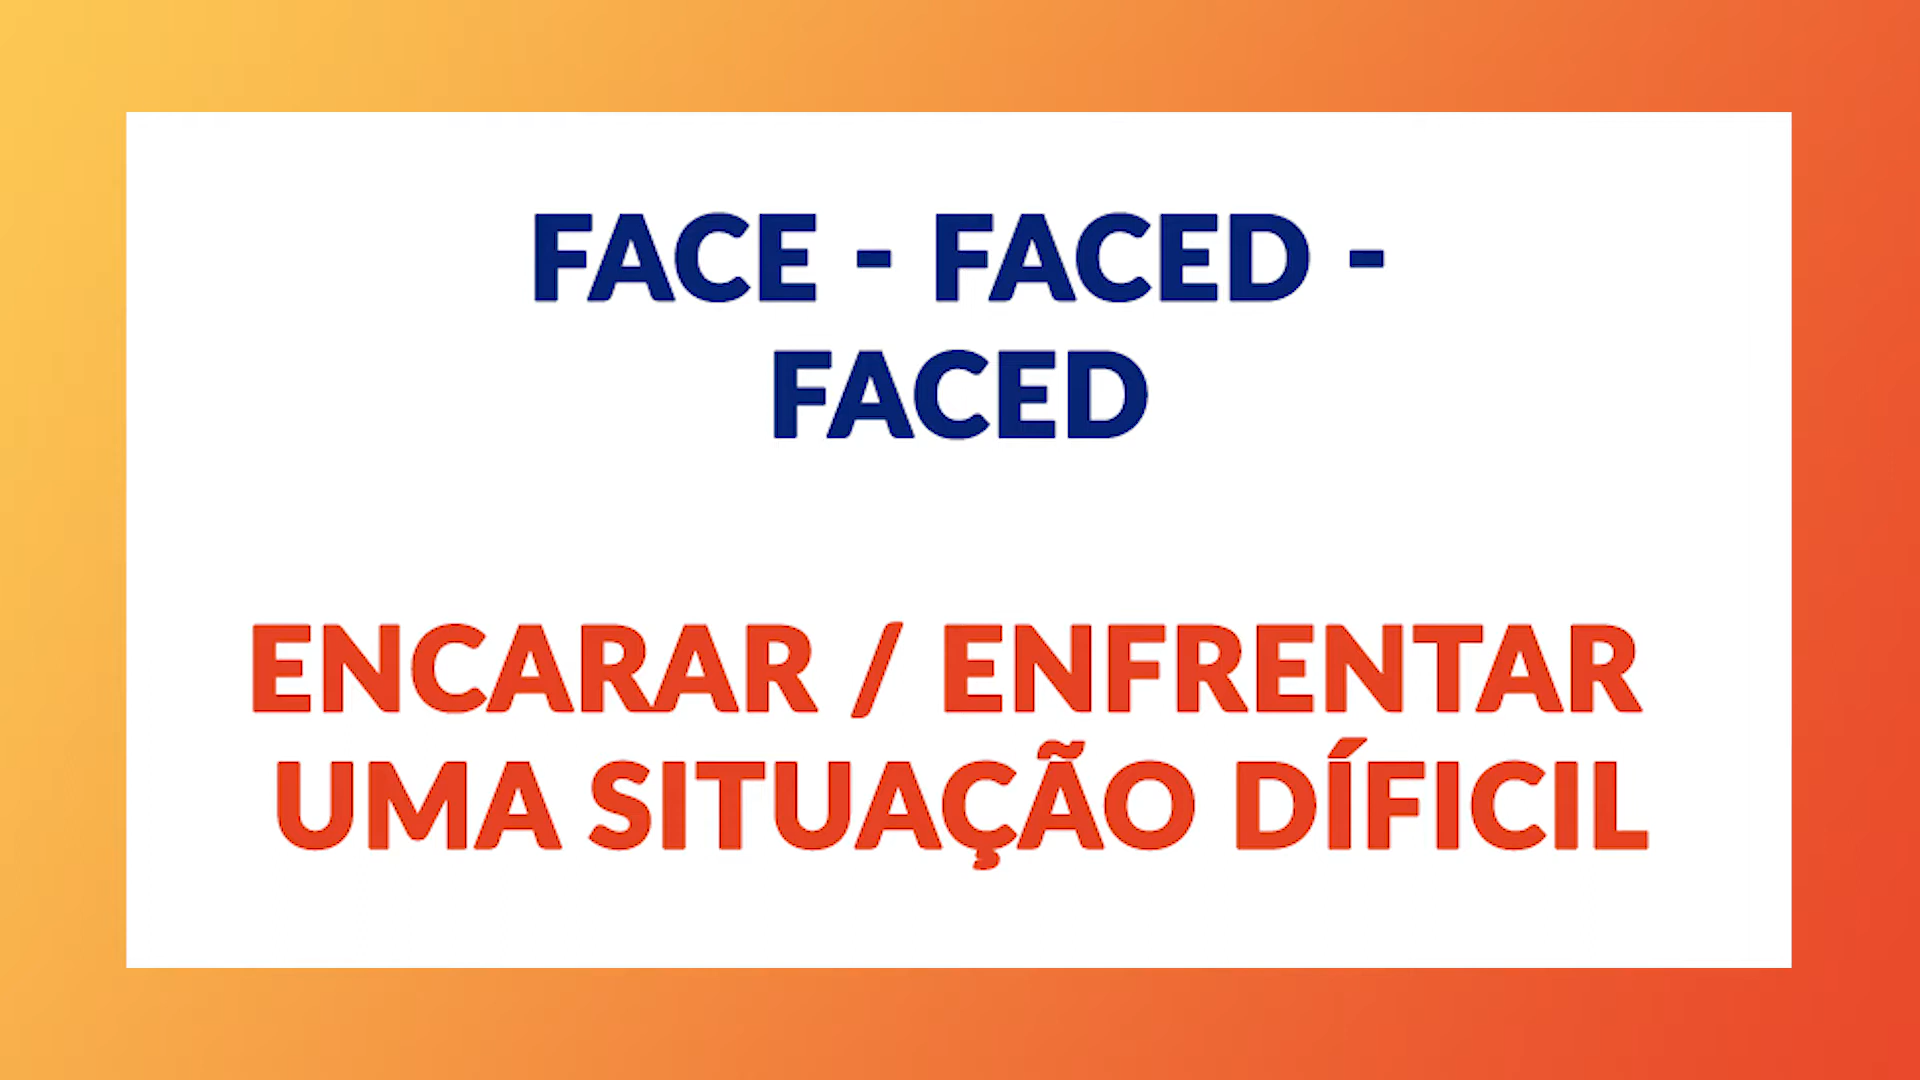 FACE - FACED -
FACED
ENCARAR / ENFRENTAR
UMA SITUAÇÃO DÍFICIL